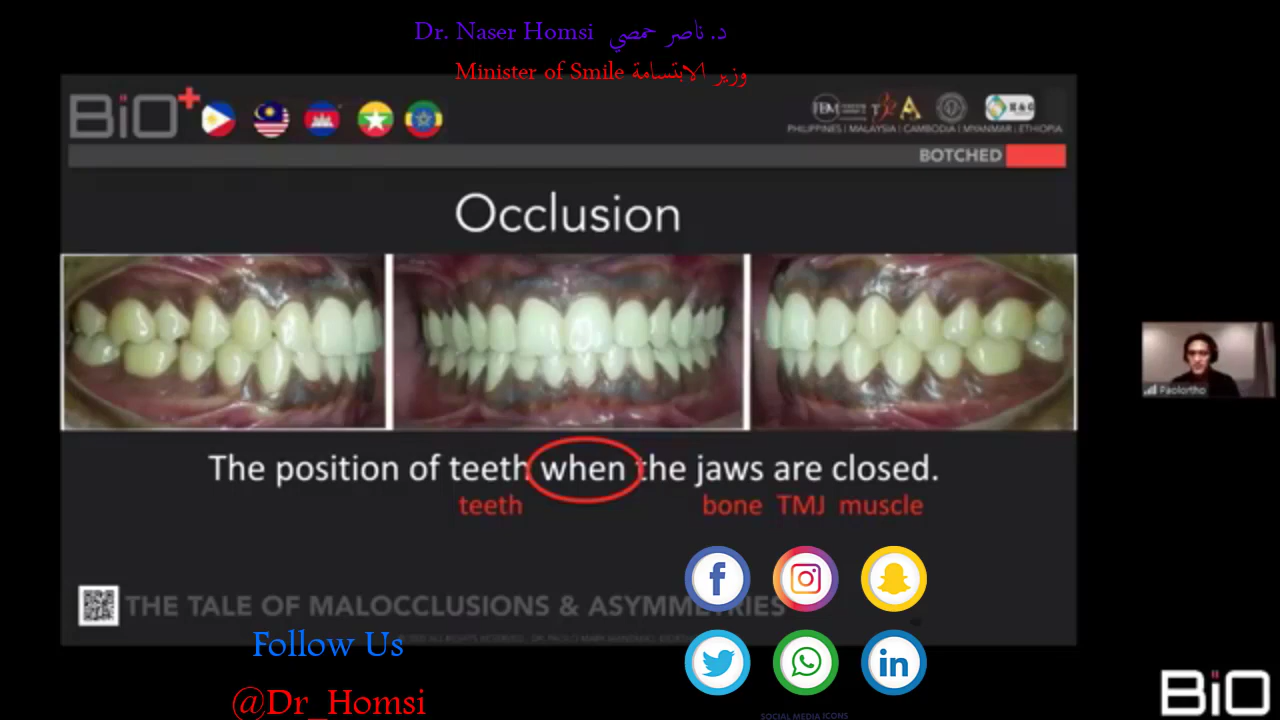 Dr. Naser Homsi د. ناصر حمصي
Minister of Smile وزير الابتسامة
BiO+
PHILIPPINES | MALAYSIA | CAMBODIA | MYANMAR | ETHIOPIA
BOTCHED
Occlusion
The position of teeth when the jaws are closed.
teeth bone TMJ muscle
THE TALE OF MALOCCLUSIONS & ASYMMETRIES
Follow Us
@Dr_Homsi
SOCIAL MEDIA ICONS
Paolortho
BiO